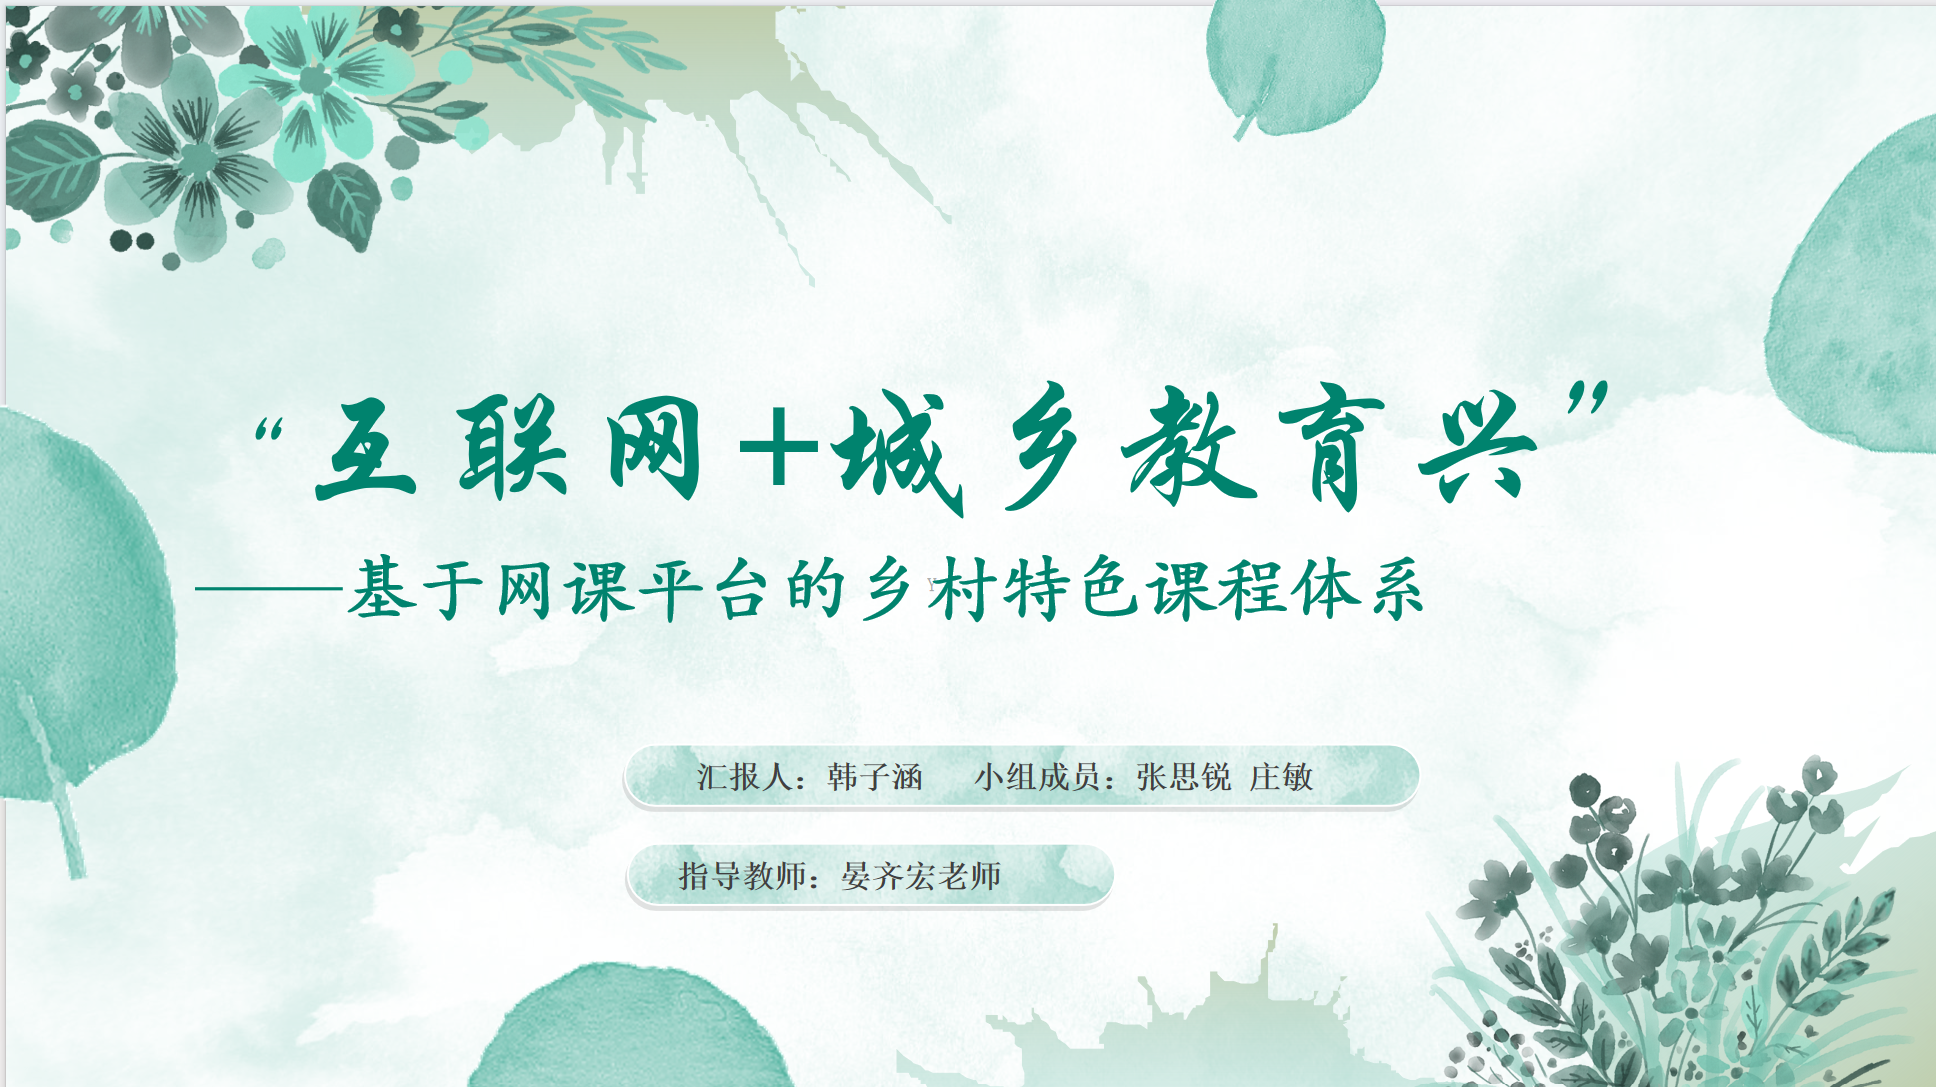 “互联网+城乡教育兴”
——基于网课平台的乡村特色课程体系
汇报人：韩子涵 小组成员：张思锐 庄敏
指导教师：晏齐宏老师